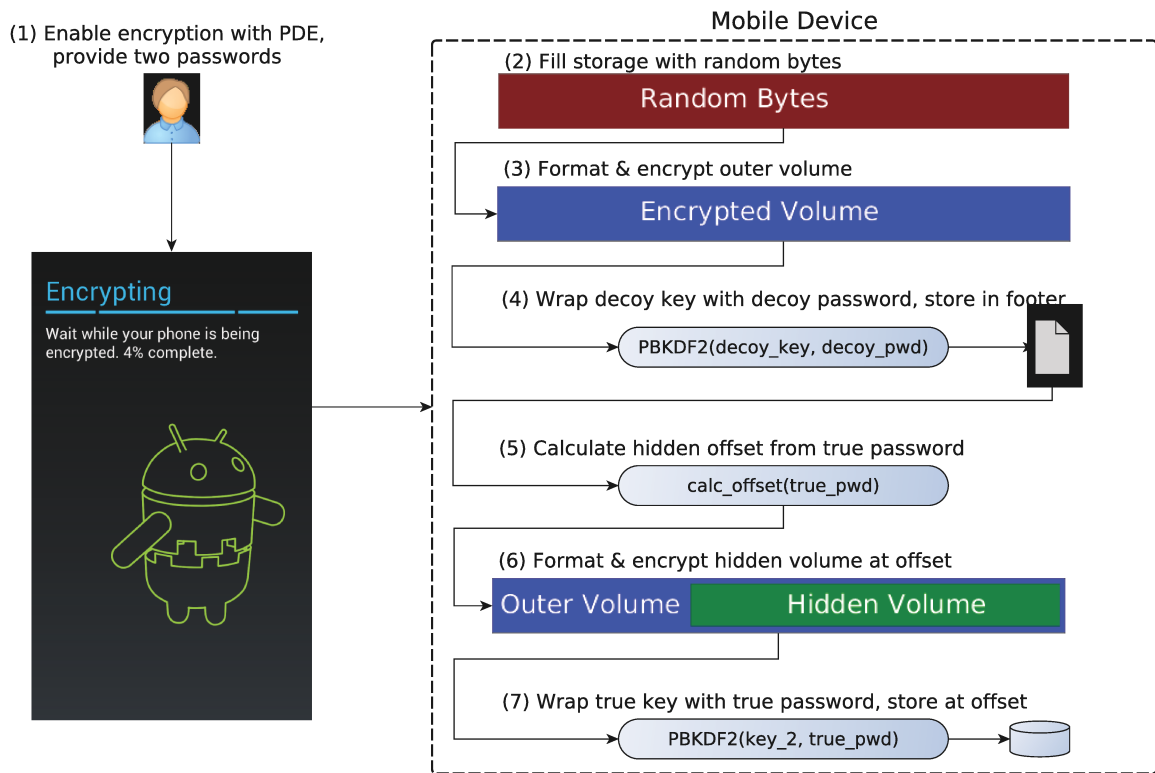 (1) Enable encryption with PDE,
provide two passwords
Encrypting
Wait while your phone is being
encrypted. 4% complete.
Mobile Device
(2) Fill storage with random bytes
Random Bytes
(3) Format & encrypt outer volume
Encrypted Volume
(4) Wrap decoy key with decoy password, store in footer
PBKDF2(decoy_key, decoy_pwd)
(5) Calculate hidden offset from true password
calc_offset(true_pwd)
(6) Format & encrypt hidden volume at offset
Outer Volume
Hidden Volume
(7) Wrap true key with true password, store at offset
PBKDF2(key_2, true_pwd)